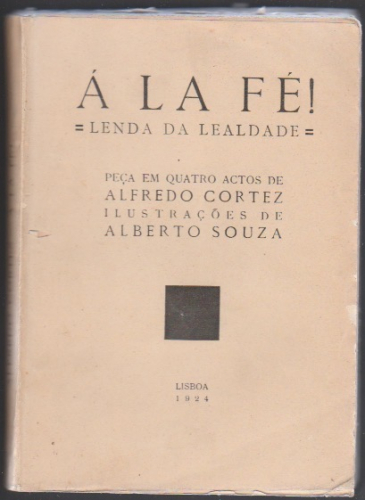 Á LA FÉ!
= LENDA DA LEALDADE =
PEÇA EM QUATRO ACTOS DE
ALFREDO CORTEZ
ILUSTRAÇÕES DE
ALBERTO SOUZA
LISBOA
1924